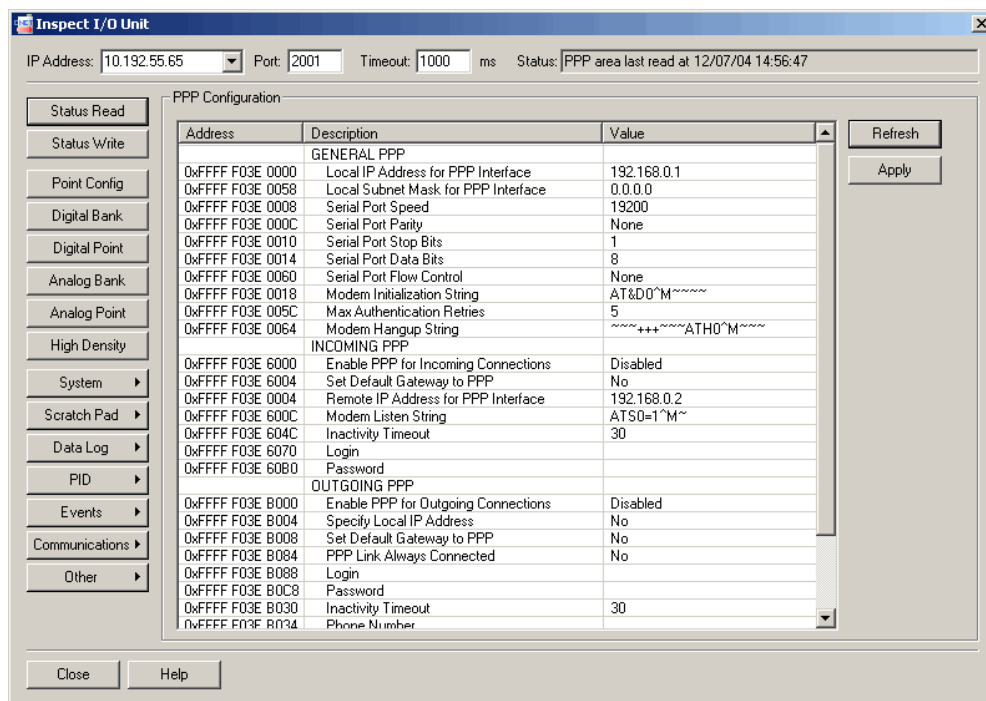 Inspect I/O Unit
IP Address: 10.192.55.65 Port: 2001 Timeout: 1000 ms Status: PPP area last read at 12/07/04 14:56:47
Status Read
Status Write
Point Config
Digital Bank
Digital Point
Analog Bank
Analog Point
High Density
System
Scratch Pad
Data Log
PID
Events
Communications
Other
PPP Configuration
Address Description Value
GENERAL PPP
0xFFFF F03E 0000 Local IP Address for PPP Interface 192.168.0.1
0xFFFF F03E 0058 Local Subnet Mask for PPP Interface 0.0.0.0
0xFFFF F03E 0008 Serial Port Speed 19200
0xFFFF F03E 000C Serial Port Parity None
0xFFFF F03E 0010 Serial Port Stop Bits 1
0xFFFF F03E 0014 Serial Port Data Bits 8
0xFFFF F03E 0060 Serial Port Flow Control None
0xFFFF F03E 0018 Modem Initialization String AT&D0^M~~~~
0xFFFF F03E 005C Max Authentication Retries 5
0xFFFF F03E 0064 Modem Hangup String ~~~+++~~~ATH0^M~~~
INCOMING PPP
0xFFFF F03E 6000 Enable PPP for Incoming Connections Disabled
0xFFFF F03E 6004 Set Default Gateway to PPP No
0xFFFF F03E 0004 Remote IP Address for PPP Interface 192.168.0.2
0xFFFF F03E 600C Modem Listen String ATS0=1^M~
0xFFFF F03E 604C Inactivity Timeout 30
0xFFFF F03E 6070 Login
0xFFFF F03E 60B0 Password
OUTGOING PPP
0xFFFF F03E B000 Enable PPP for Outgoing Connections Disabled
0xFFFF F03E B004 Specify Local IP Address No
0xFFFF F03E B008 Set Default Gateway to PPP No
0xFFFF F03E B084 PPP Link Always Connected No
0xFFFF F03E B088 Login
0xFFFF F03E B0C8 Password
0xFFFF F03E B030 Inactivity Timeout 30
0xFFFF F03E B034 Phone Number
Refresh
Apply
Close Help